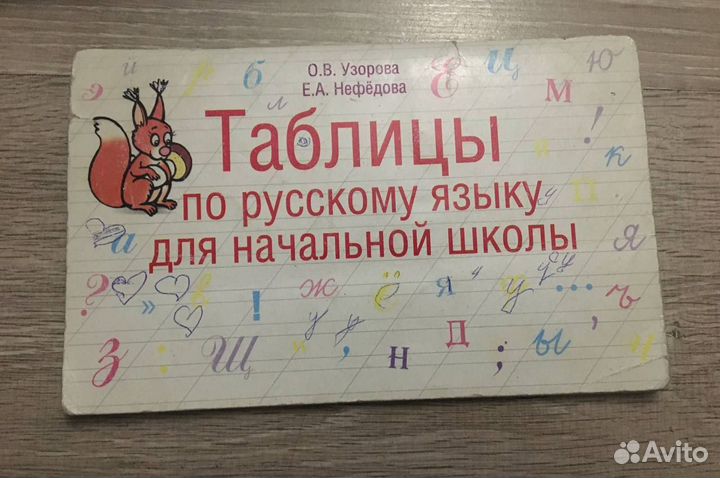 О.В. Узорова
Е.А. Нефёдова
Таблицы
по русскому языку
для начальной школы
э и р б л Е Ц Ю
М ! к
П
а Я
? » ! ж ё я у ... ъ
З : Щ « , Н Д ; ы , Ч
Avito